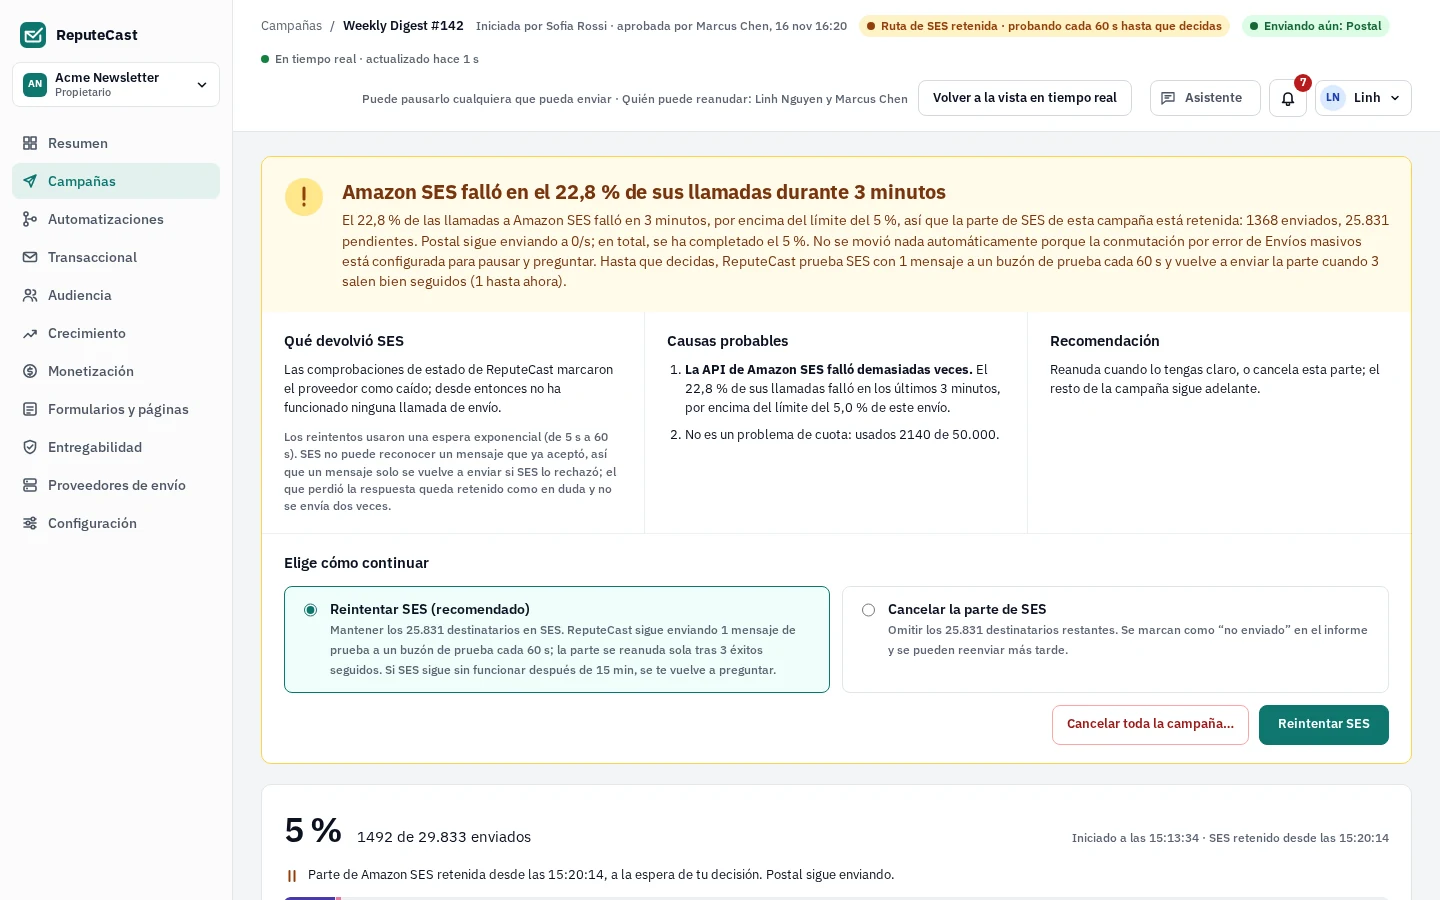 ReputeCast
AN
Acme Newsletter
Propietario
Resumen
Campañas
Automatizaciones
Transaccional
Audiencia
Crecimiento
Monetización
Formularios y páginas
Entregabilidad
Proveedores de envío
Configuración
Campañas / Weekly Digest #142 Iniciada por Sofia Rossi · aprobada por Marcus Chen, 16 nov 16:20 Ruta de SES retenida · probando cada 60 s hasta que decidas Enviando aún: Postal
En tiempo real · actualizado hace 1 s
Puede pausarlo cualquiera que pueda enviar · Quién puede reanudar: Linh Nguyen y Marcus Chen
Volver a la vista en tiempo real
Asistente
7
LN Linh
Amazon SES falló en el 22,8 % de sus llamadas durante 3 minutos
El 22,8 % de las llamadas a Amazon SES falló en 3 minutos, por encima del límite del 5 %, así que la parte de SES de esta campaña está retenida: 1368 enviados, 25.831
pendientes. Postal sigue enviando a 0/s; en total, se ha completado el 5 %. No se movió nada automáticamente porque la conmutación por error de Envíos masivos
está configurada para pausar y preguntar. Hasta que decidas, ReputeCast prueba SES con 1 mensaje a un buzón de prueba cada 60 s y vuelve a enviar la parte cuando 3
salen bien seguidos (1 hasta ahora).
Qué devolvió SES
Las comprobaciones de estado de ReputeCast marcaron
el proveedor como caído; desde entonces no ha
funcionado ninguna llamada de envío.
Los reintentos usaron una espera exponencial (de 5 s a 60
s). SES no puede reconocer un mensaje que ya aceptó, así
que un mensaje solo se vuelve a enviar si SES lo rechazó; el
que perdió la respuesta queda retenido como en duda y no
se envía dos veces.
Causas probables
1. La API de Amazon SES falló demasiadas veces. El
22,8 % de sus llamadas falló en los últimos 3 minutos,
por encima del límite del 5,0 % de este envío.
2. No es un problema de cuota: usados 2140 de 50.000.
Recomendación
Reanuda cuando lo tengas claro, o cancela esta parte; el
resto de la campaña sigue adelante.
Elige cómo continuar
Reintentar SES (recomendado)
Mantener los 25.831 destinatarios en SES. ReputeCast sigue enviando 1 mensaje de
prueba a un buzón de prueba cada 60 s; la parte se reanuda sola tras 3 éxitos
seguidos. Si SES sigue sin funcionar después de 15 min, se te vuelve a preguntar.
Cancelar la parte de SES
Omitir los 25.831 destinatarios restantes. Se marcan como “no enviado” en el informe
y se pueden reenviar más tarde.
Cancelar toda la campaña...
Reintentar SES
5 % 1492 de 29.833 enviados
Iniciado a las 15:13:34 · SES retenido desde las 15:20:14
Parte de Amazon SES retenida desde las 15:20:14, a la espera de tu decisión. Postal sigue enviando.